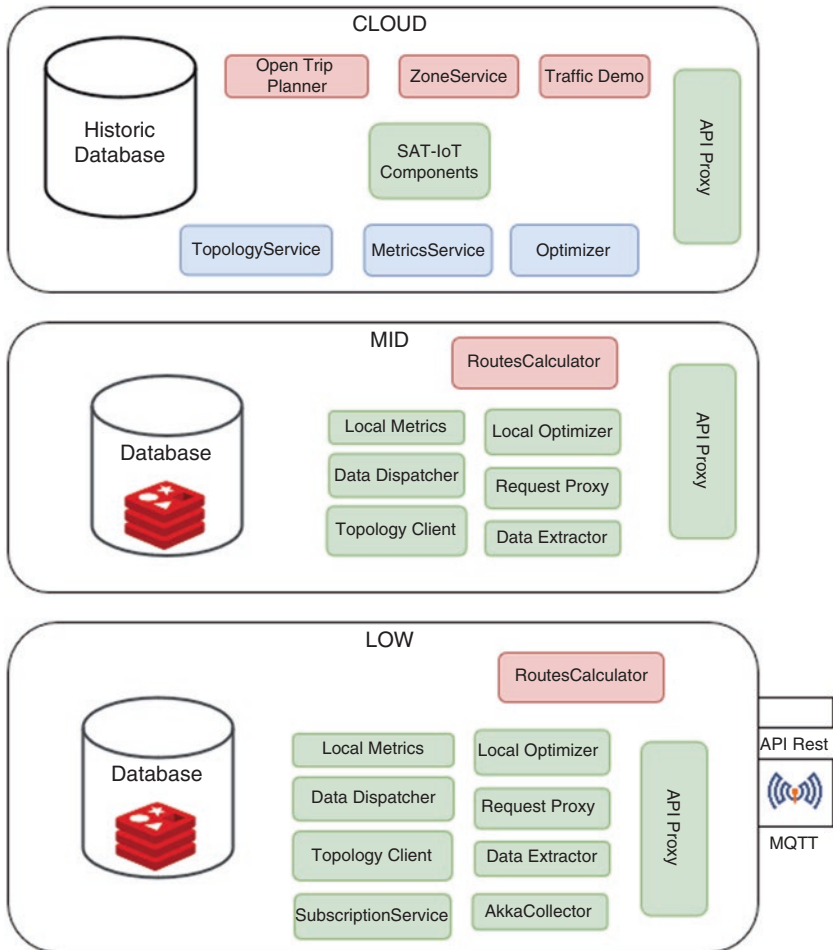 CLOUD
Open Trip
Planner
ZoneService
Traffic Demo
Historic
Database
SAT-IoT
Components
API Proxy
TopologyService
MetricsService
Optimizer
MID
RoutesCalculator
Database
Local Metrics
Local Optimizer
Data Dispatcher
Request Proxy
Topology Client
Data Extractor
API Proxy
LOW
RoutesCalculator
Database
Local Metrics
Local Optimizer
Data Dispatcher
Request Proxy
Topology Client
Data Extractor
SubscriptionService
AkkaCollector
API Proxy
API Rest
MQTT